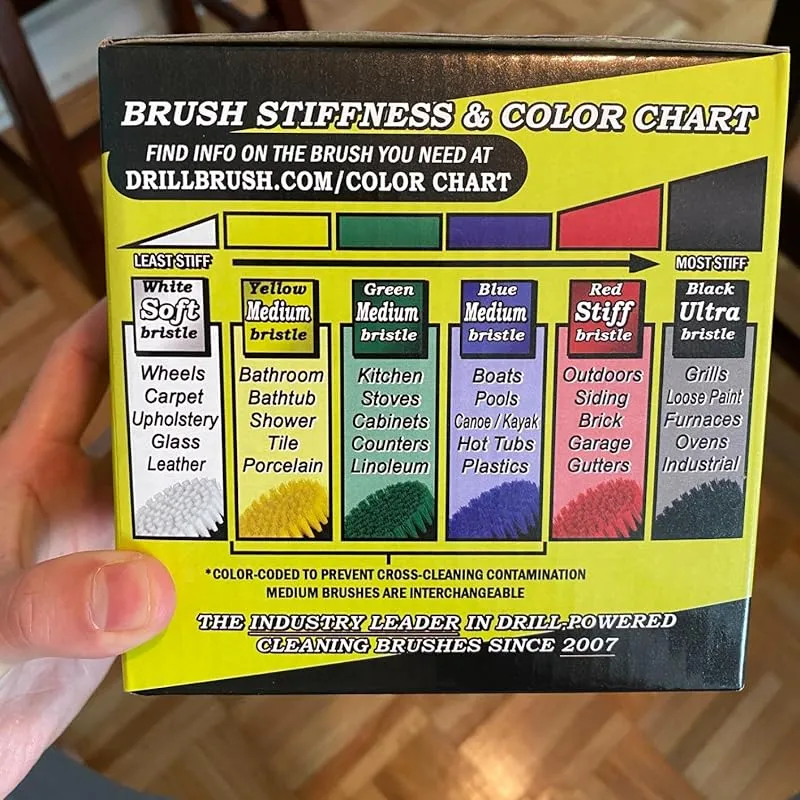 BRUSH STIFFNESS & COLOR CHART
FIND INFO ON THE BRUSH YOU NEED AT
DRILLBRUSH.COM/COLOR CHART
LEAST STIFF
MOST STIFF
White
Soft
bristle
Wheels
Carpet
Upholstery
Glass
Leather
Yellow
Medium
bristle
Bathroom
Bathtub
Shower
Tile
Porcelain
Green
Medium
bristle
Kitchen
Stoves
Cabinets
Counters
Linoleum
Blue
Medium
bristle
Boats
Pools
Canoe / Kayak
Hot Tubs
Plastics
Red
Stiff
bristle
Outdoors
Siding
Brick
Garage
Gutters
Black
Ultra
bristle
Grills
Loose Paint
Furnaces
Ovens
Industrial
*COLOR-CODED TO PREVENT CROSS-CLEANING CONTAMINATION
MEDIUM BRUSHES ARE INTERCHANGEABLE
THE INDUSTRY LEADER IN DRILL-POWERED
CLEANING BRUSHES SINCE 2007